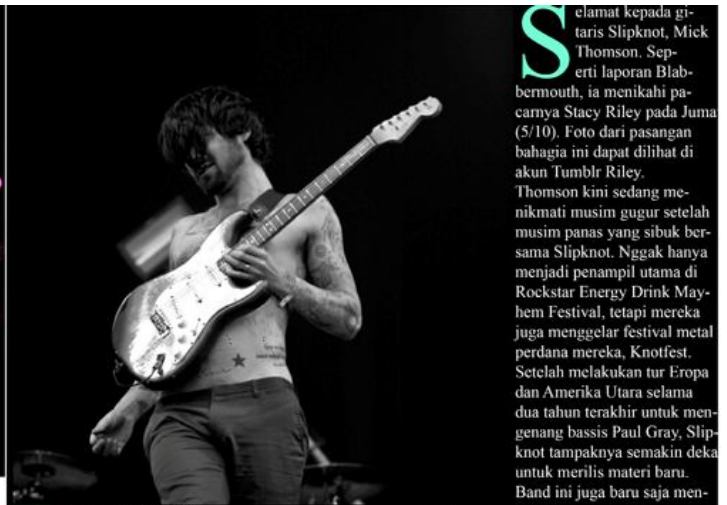 Selamat kepada gi-
taris Slipknot, Mick
Thomson. Sep-
erti laporan Blab-
bermouth, ia menikahi pa-
carnya Stacy Riley pada Juma
(5/10). Foto dari pasangan
bahagia ini dapat dilihat di
akun Tumblr Riley.
Thomson kini sedang me-
nikmati musim gugur setelah
musim panas yang sibuk ber-
sama Slipknot. Nggak hanya
menjadi penampil utama di
Rockstar Energy Drink May-
hem Festival, tetapi mereka
juga menggelar festival metal
perdana mereka, Knotfest.
Setelah melakukan tur Eropa
dan Amerika Utara selama
dua tahun terakhir untuk men-
genang bassis Paul Gray, Slip-
knot tampaknya semakin deka
untuk merilis materi baru.
Band ini juga baru saja men-